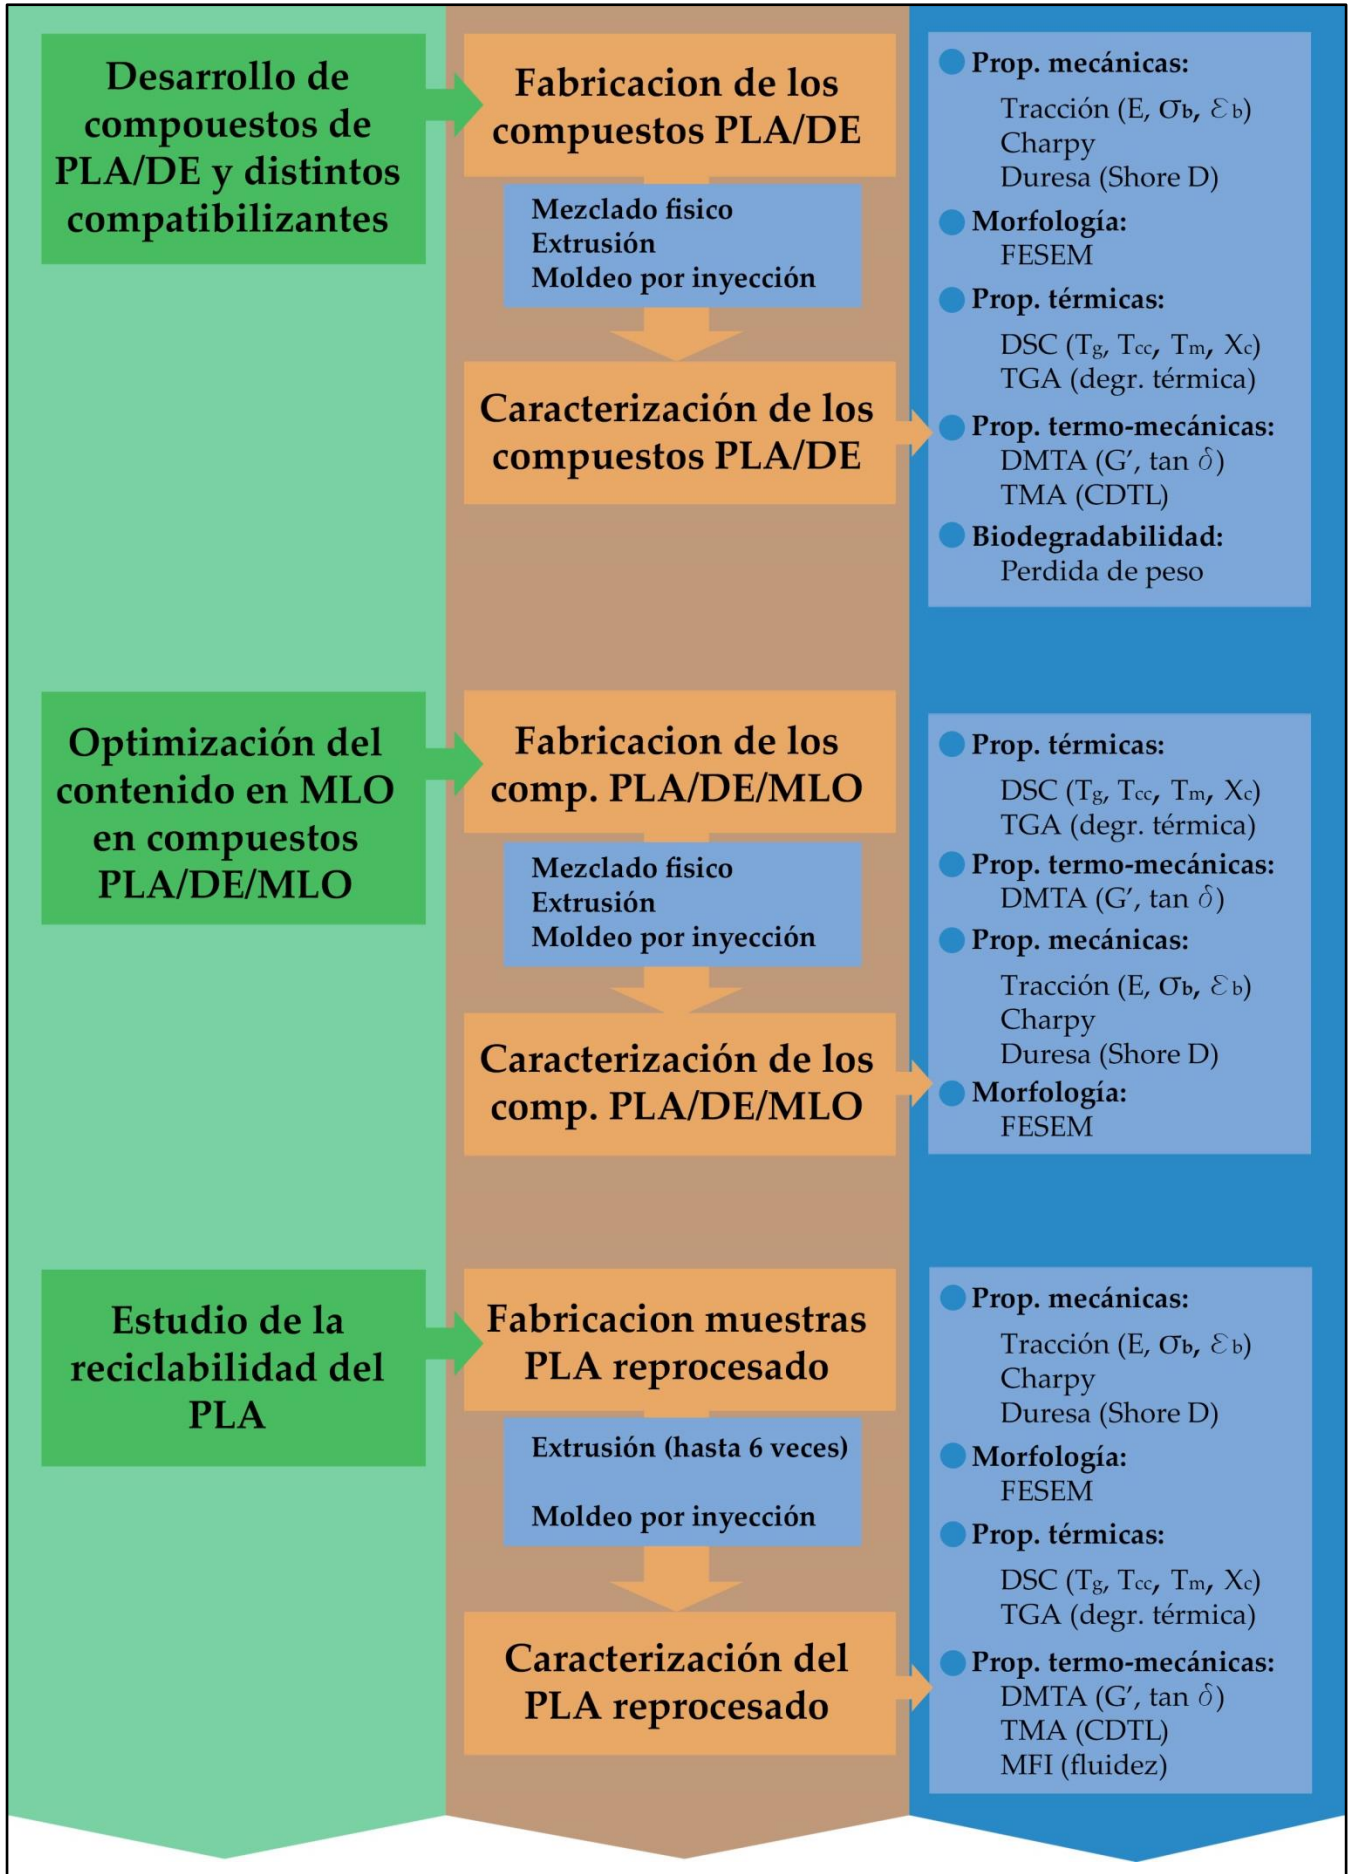 Desarrollo de
compouestos de
PLA/DE y distintos
compatibilizantes
Fabricacion de los
compuestos PLA/DE
Mezclado fisico
Extrusión
Moldeo por inyección
Caracterización de los
compuestos PLA/DE
Prop. mecánicas:
Tracción (E, σb, εb)
Charpy
Duresa (Shore D)
Morfología:
FESEM
Prop. térmicas:
DSC (Tg, Tcc, Tm, Xc)
TGA (degr. térmica)
Prop. termo-mecánicas:
DMTA (G’, tan δ)
TMA (CDTL)
Biodegradabilidad:
Perdida de peso
Optimización del
contenido en MLO
en compuestos
PLA/DE/MLO
Fabricacion de los
comp. PLA/DE/MLO
Mezclado fisico
Extrusión
Moldeo por inyección
Caracterización de los
comp. PLA/DE/MLO
Prop. térmicas:
DSC (Tg, Tcc, Tm, Xc)
TGA (degr. térmica)
Prop. termo-mecánicas:
DMTA (G’, tan δ)
Prop. mecánicas:
Tracción (E, σb, εb)
Charpy
Duresa (Shore D)
Morfología:
FESEM
Estudio de la
reciclabilidad del
PLA
Fabricacion muestras
PLA reprocesado
Extrusión (hasta 6 veces)
Moldeo por inyección
Caracterización del
PLA reprocesado
Prop. mecánicas:
Tracción (E, σb, εb)
Charpy
Duresa (Shore D)
Morfología:
FESEM
Prop. térmicas:
DSC (Tg, Tcc, Tm, Xc)
TGA (degr. térmica)
Prop. termo-mecánicas:
DMTA (G’, tan δ)
TMA (CDTL)
MFI (fluidez)